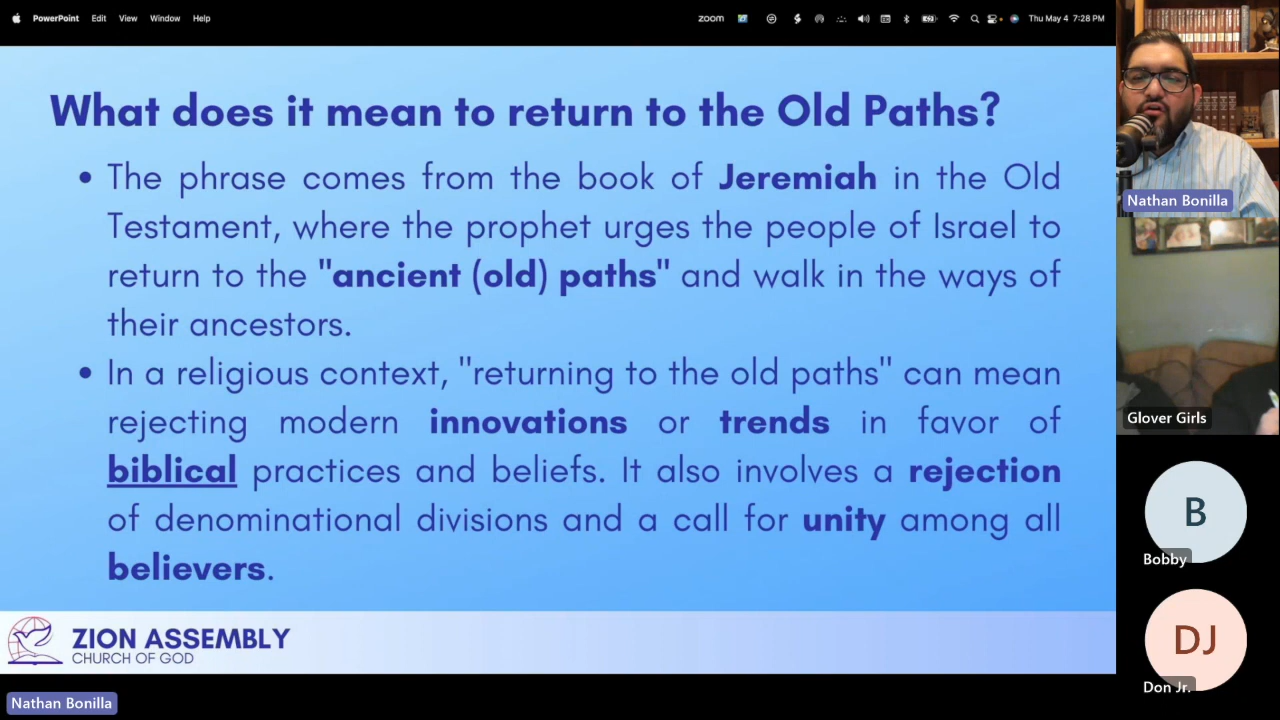 PowerPoint Edit View Window Help
zoom Thu May 4 7:28 PM
What does it mean to return to the Old Paths?
• The phrase comes from the book of Jeremiah in the Old
Testament, where the prophet urges the people of Israel to
return to the "ancient (old) paths" and walk in the ways of
their ancestors.
• In a religious context, "returning to the old paths" can mean
rejecting modern innovations or trends in favor of
biblical practices and beliefs. It also involves a rejection
of denominational divisions and a call for unity among all
believers.
ZION ASSEMBLY
CHURCH OF GOD
Nathan Bonilla
Nathan Bonilla
Glover Girls
B
Bobby
DJ
Don Jr.